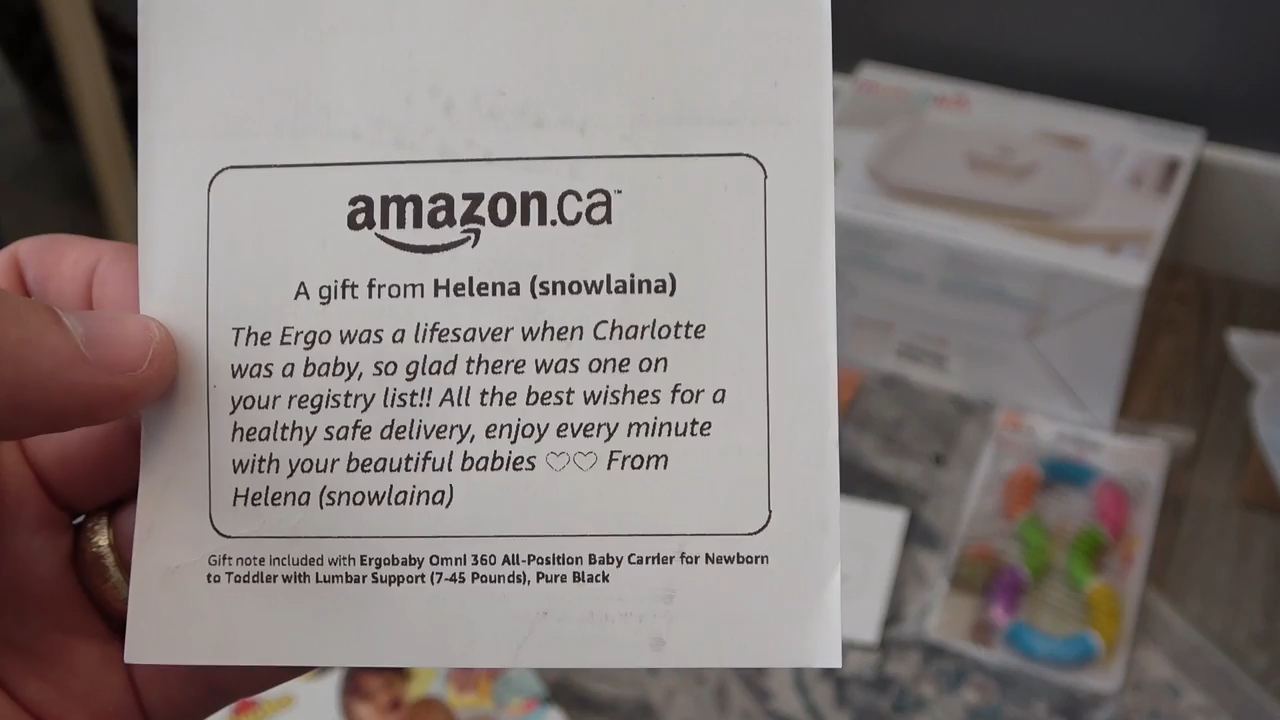 amazon.ca™
A gift from Helena (snowlaina)
The Ergo was a lifesaver when Charlotte
was a baby, so glad there was one on
your registry list!! All the best wishes for a
healthy safe delivery, enjoy every minute
with your beautiful babies ♡♡ From
Helena (snowlaina)
Gift note included with Ergobaby Omni 360 All-Position Baby Carrier for Newborn
to Toddler with Lumbar Support (7-45 Pounds), Pure Black